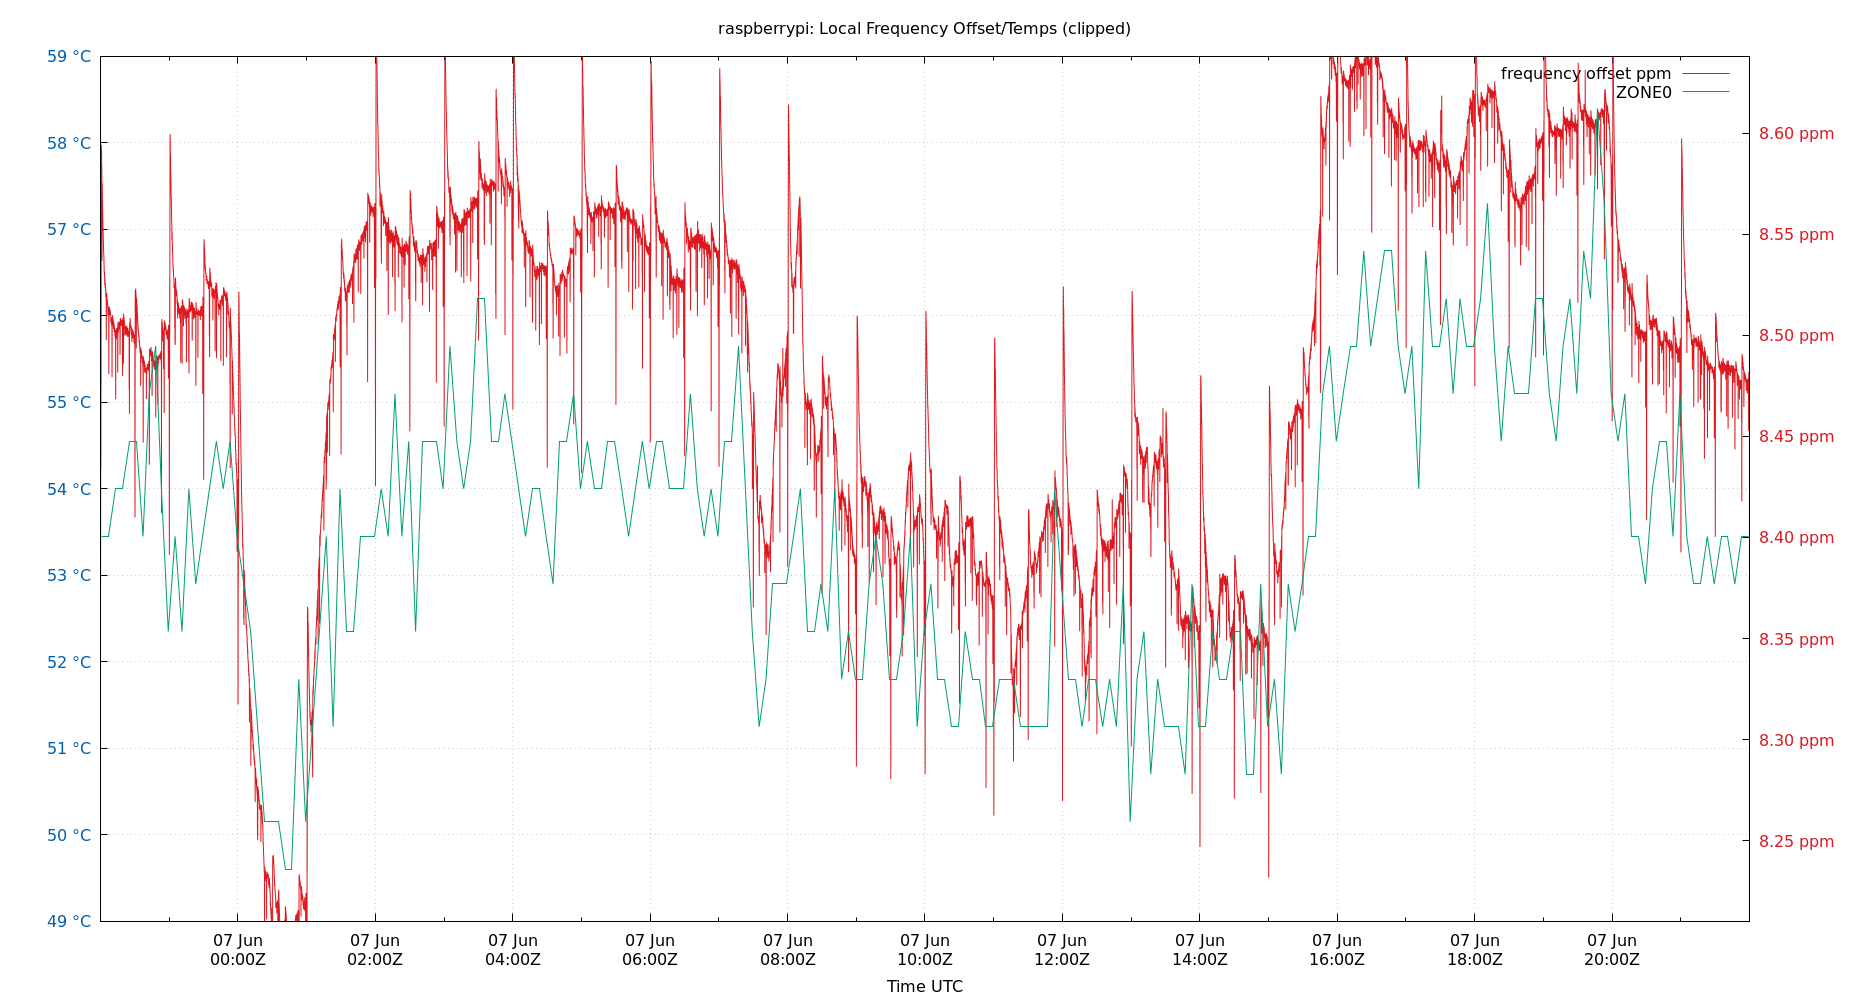 raspberrypi: Local Frequency Offset/Temps (clipped)
59 °C
58 °C
57 °C
56 °C
55 °C
54 °C
53 °C
52 °C
51 °C
50 °C
49 °C
frequency offset ppm
ZONE0
8.60 ppm
8.55 ppm
8.50 ppm
8.45 ppm
8.40 ppm
8.35 ppm
8.30 ppm
8.25 ppm
07 Jun
00:00Z
07 Jun
02:00Z
07 Jun
04:00Z
07 Jun
06:00Z
07 Jun
08:00Z
07 Jun
10:00Z
07 Jun
12:00Z
07 Jun
14:00Z
07 Jun
16:00Z
07 Jun
18:00Z
07 Jun
20:00Z
Time UTC